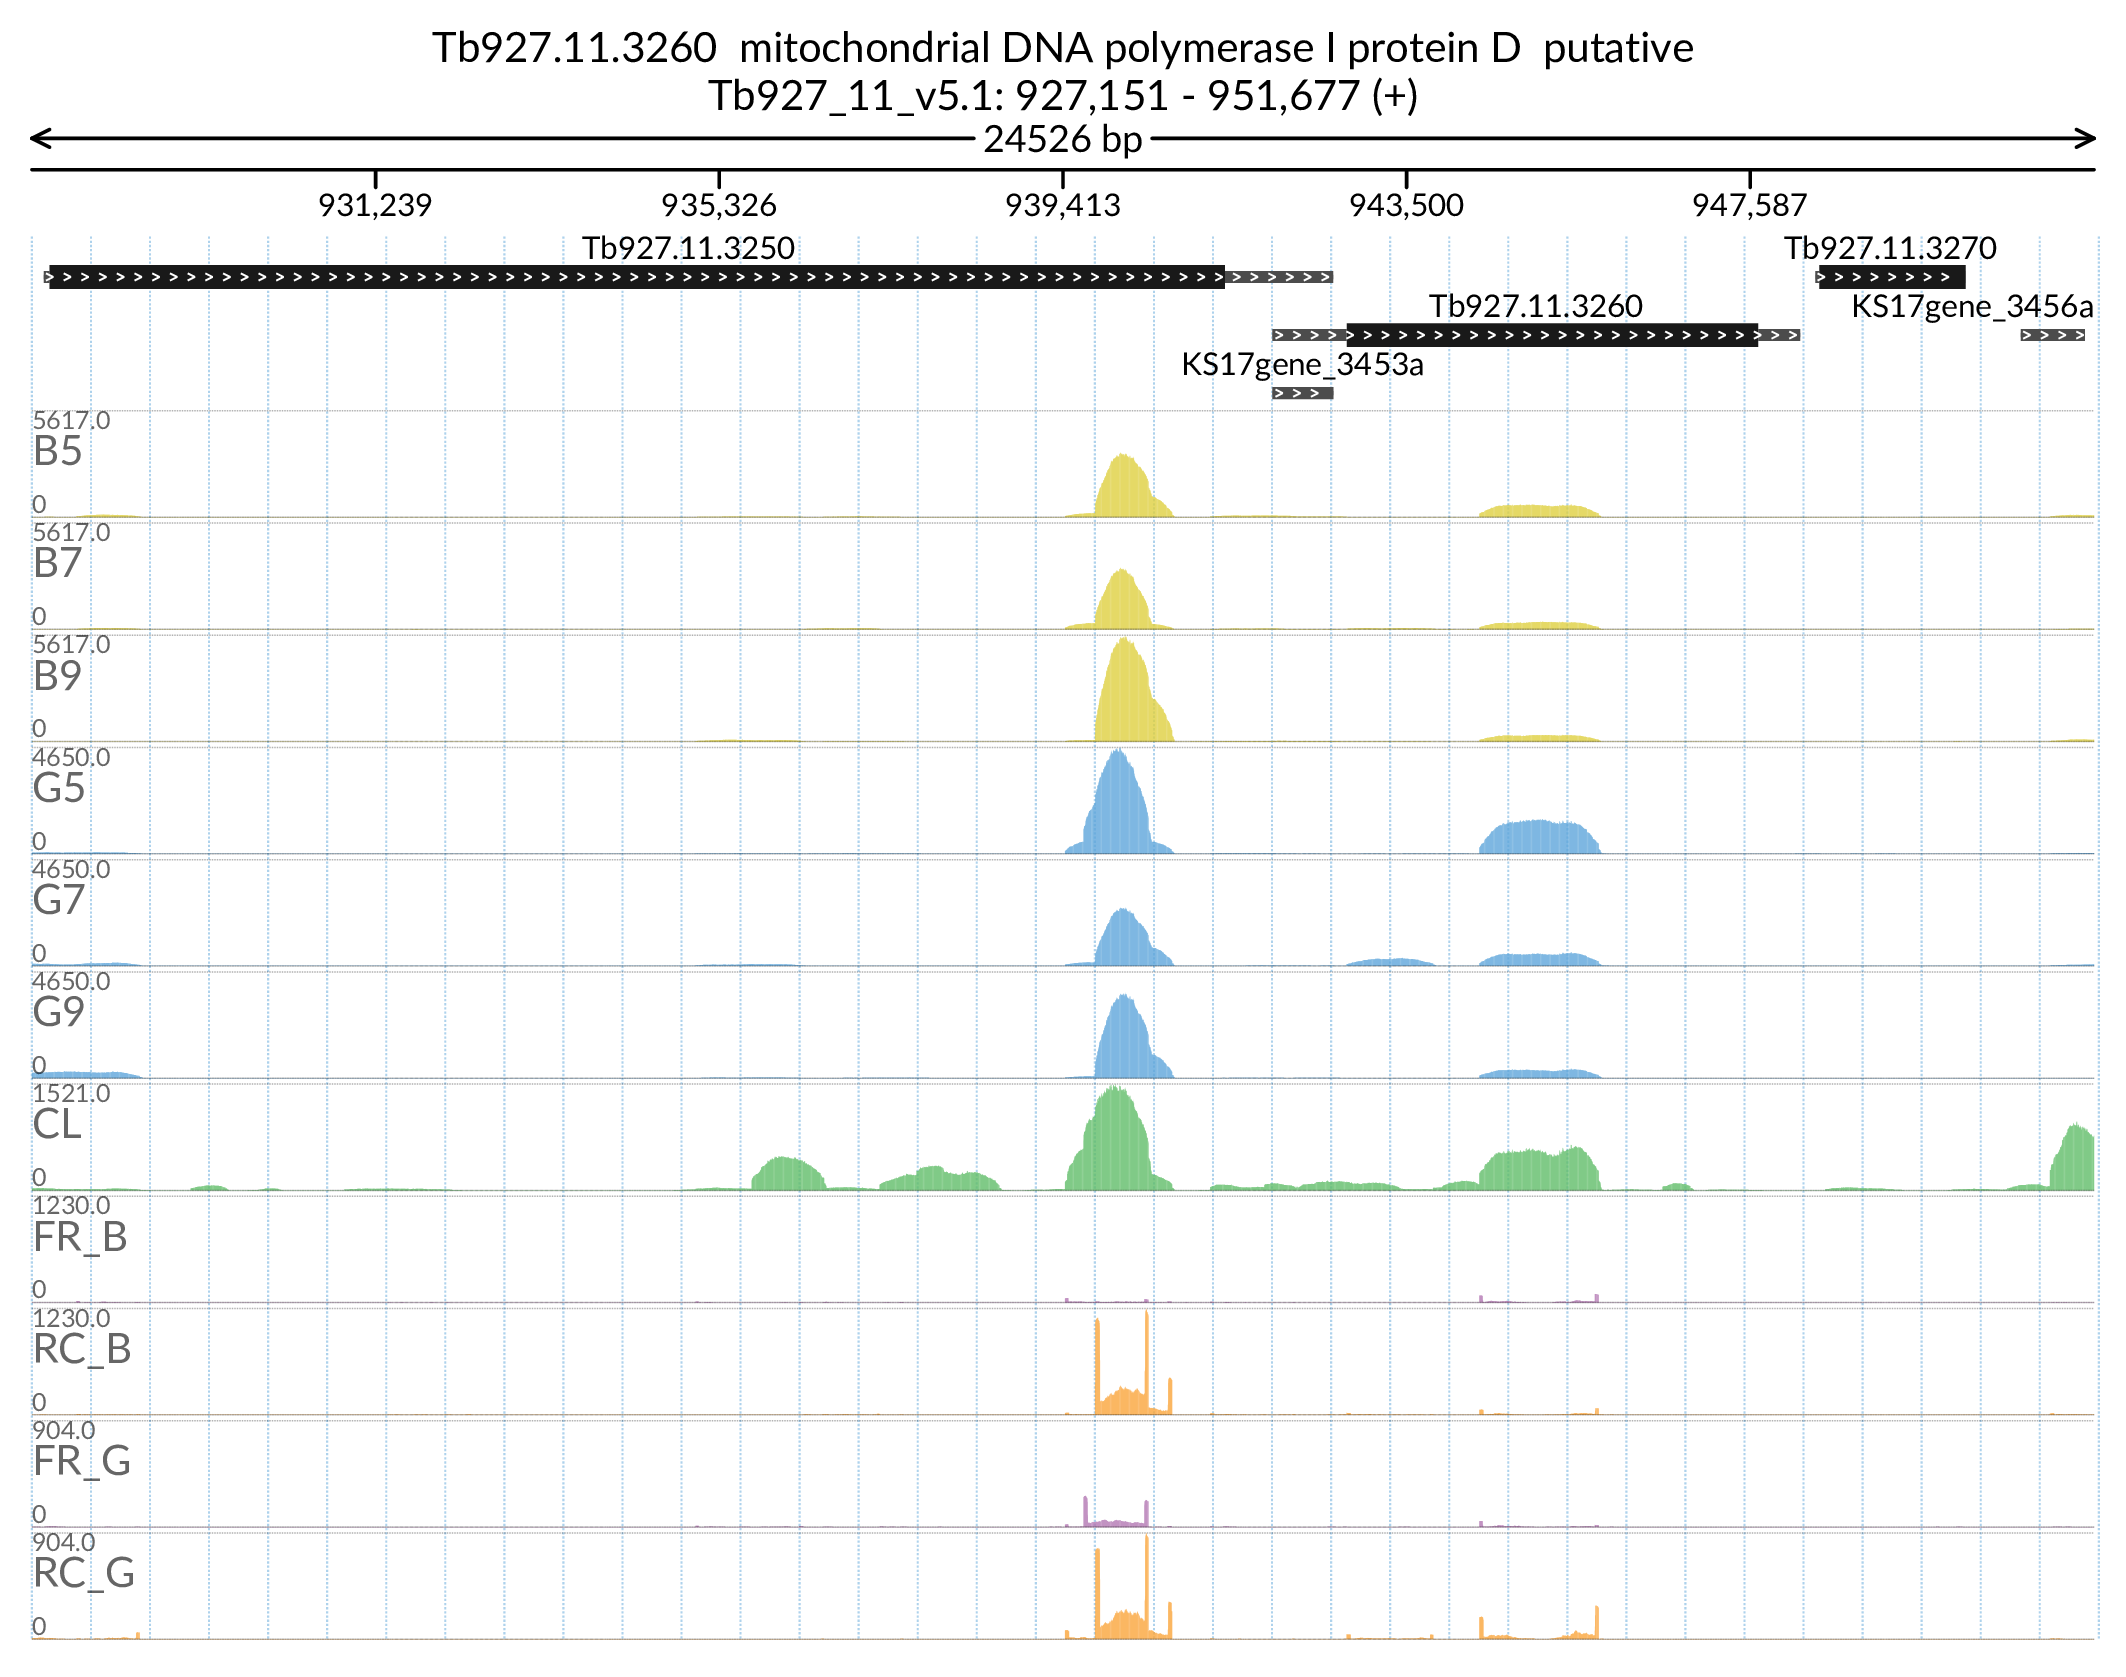 Tb927.11.3260  mitochondrial DNA polymerase I protein D  putative
Tb927_11_v5.1: 927,151 - 951,677 (+)
24526 bp
931,239 935,326 939,413 943,500 947,587
Tb927.11.3250 Tb927.11.3270
Tb927.11.3260 KS17gene_3456a
KS17gene_3453a
5617.0
B5
0
5617.0
B7
0
5617.0
B9
0
4650.0
G5
0
4650.0
G7
0
4650.0
G9
0
1521.0
CL
0
1230.0
FR_B
0
1230.0
RC_B
0
904.0
FR_G
0
904.0
RC_G
0